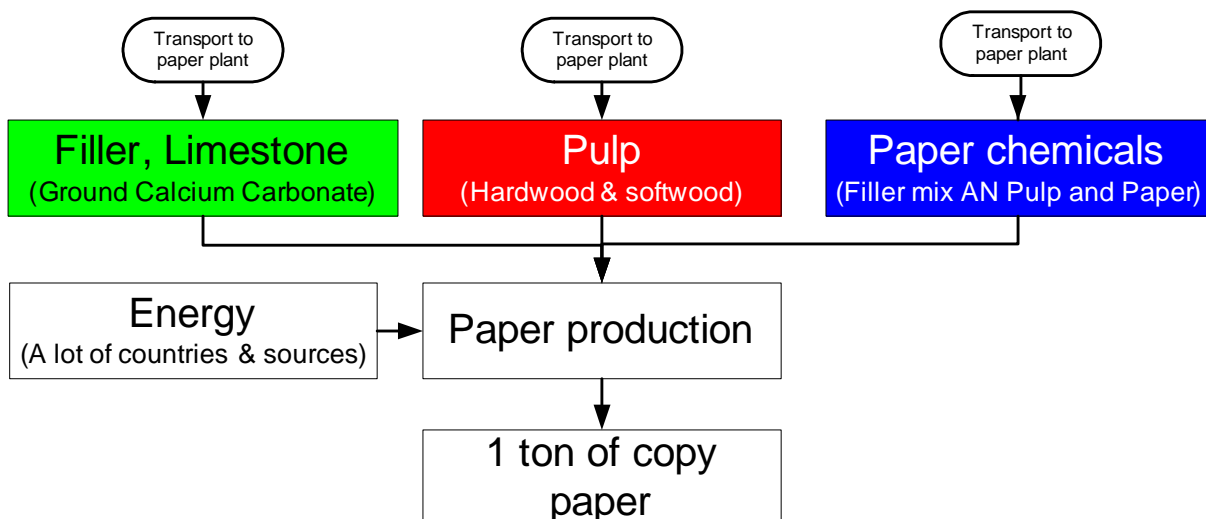 Transport to
paper plant
Transport to
paper plant
Transport to
paper plant
Filler, Limestone
(Ground Calcium Carbonate)
Pulp
(Hardwood & softwood)
Paper chemicals
(Filler mix AN Pulp and Paper)
Energy
(A lot of countries & sources)
Paper production
1 ton of copy
paper